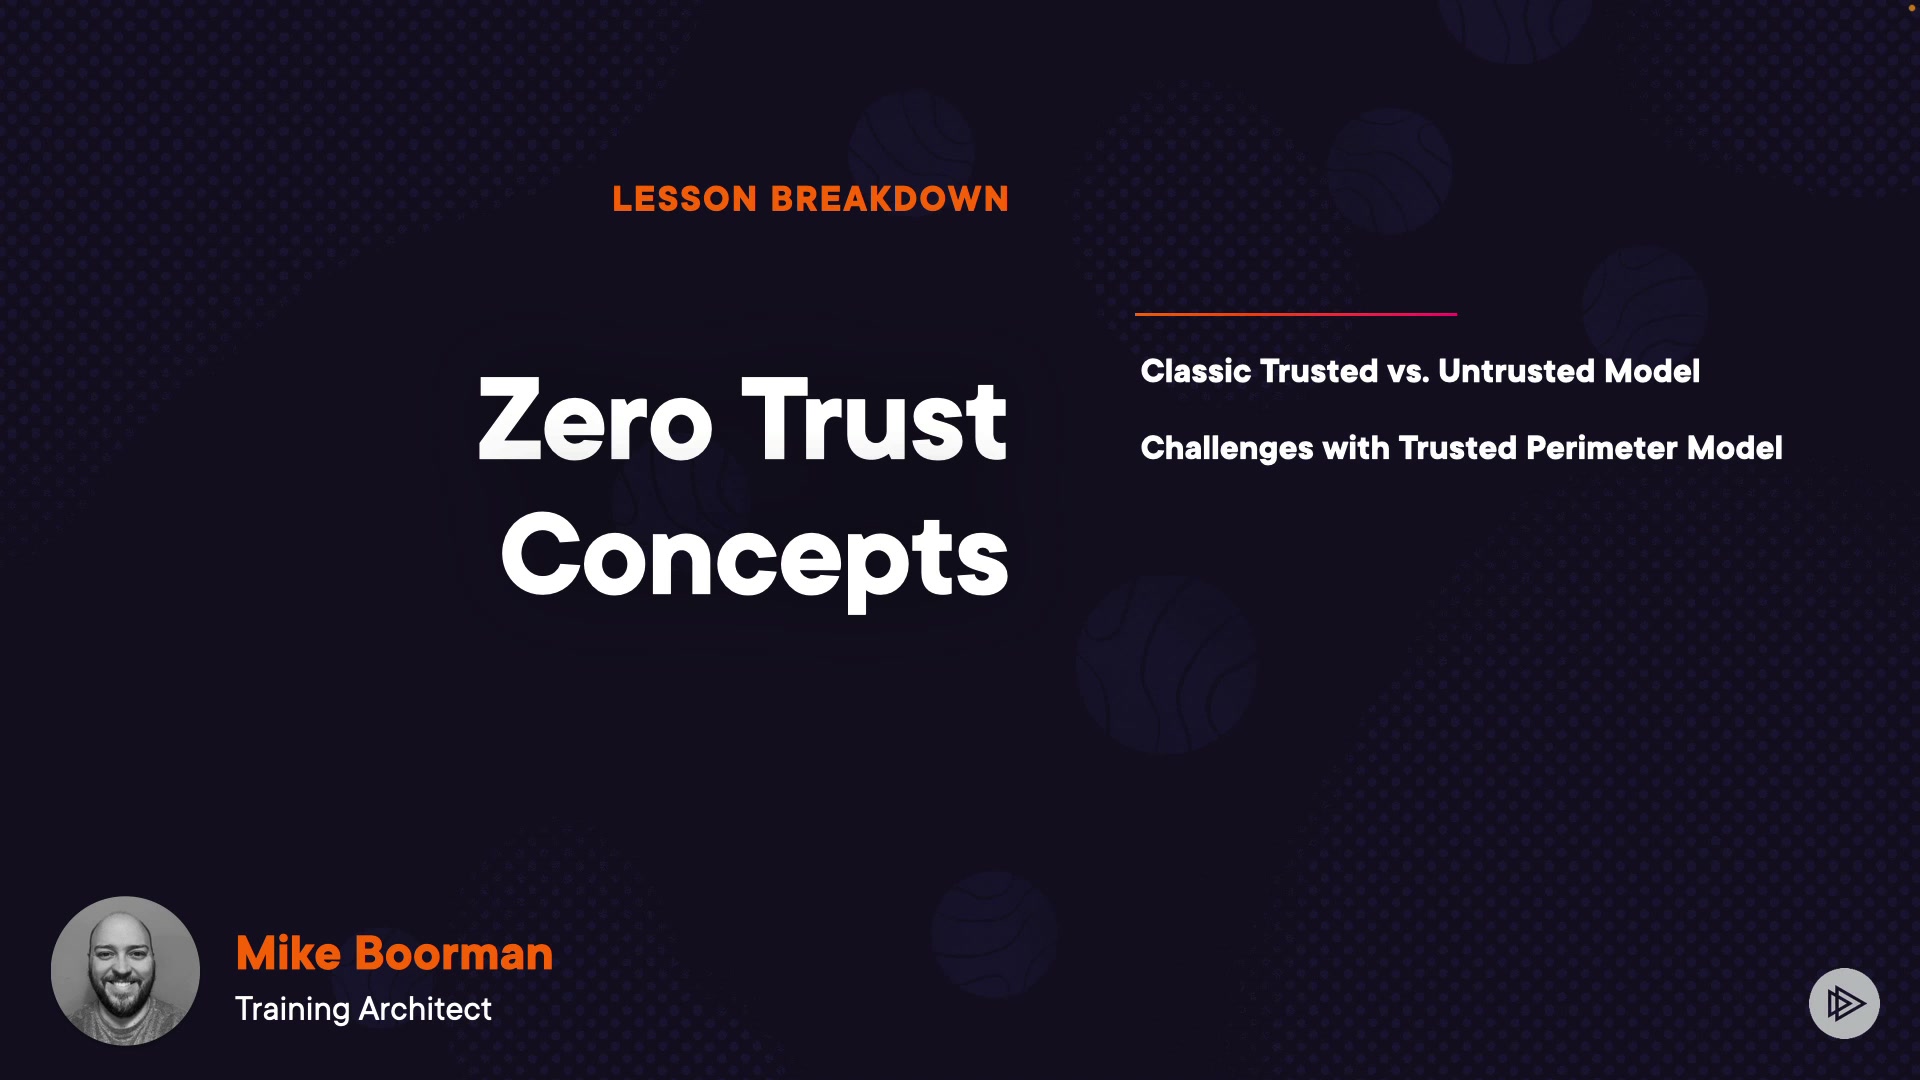 LESSON BREAKDOWN
Zero Trust
Concepts
Classic Trusted vs. Untrusted Model
Challenges with Trusted Perimeter Model
Mike Boorman
Training Architect